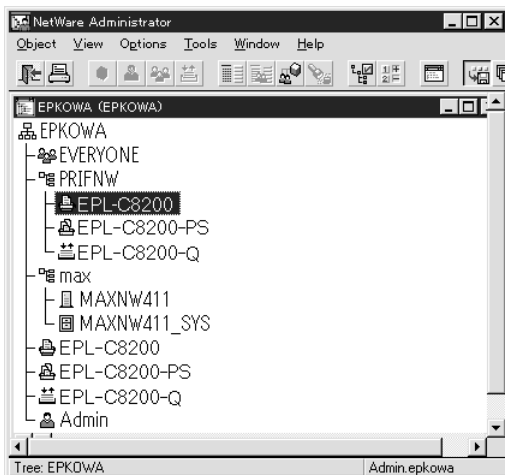 NetWare Administrator
Object View Options Tools Window Help
EPKOWA (EPKOWA)
EPKOWA
EVERYONE
PRIFNW
EPL-C8200
EPL-C8200-PS
EPL-C8200-Q
max
MAXNW411
MAXNW411_SYS
EPL-C8200
EPL-C8200-PS
EPL-C8200-Q
Admin
Tree: EPKOWA Admin.epkowa